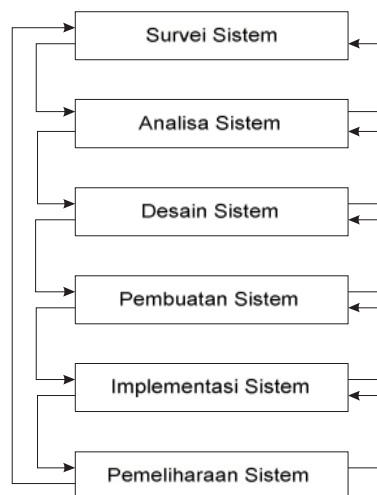 Survei Sistem
Analisa Sistem
Desain Sistem
Pembuatan Sistem
Implementasi Sistem
Pemeliharaan Sistem